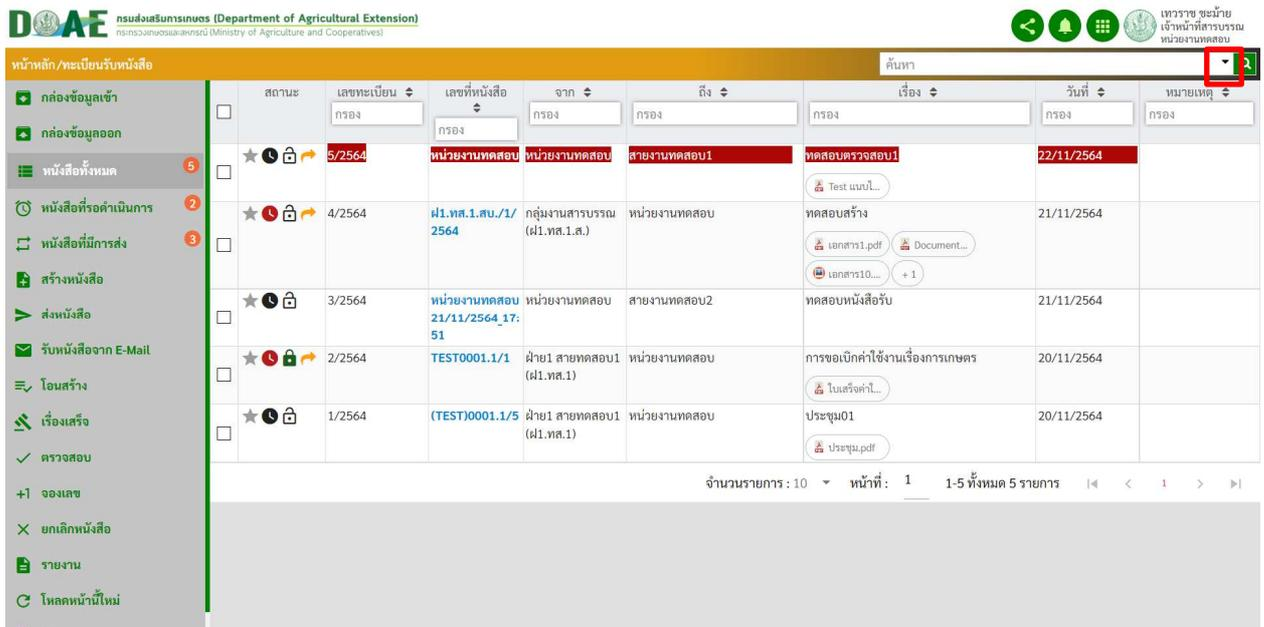 DOAE
กรมส่งเสริมการเกษตร (Department of Agricultural Extension)
กระทรวงเกษตรและสหกรณ์ (Ministry of Agriculture and Cooperatives)
เทวราช ชะม้าย
เจ้าหน้าที่สารบรรณ
หน่วยงานทดสอบ
หน้าหลัก/ทะเบียนรับหนังสือ
ค้นหา
กล่องข้อมูลเข้า
กล่องข้อมูลออก
หนังสือทั้งหมด 5
หนังสือที่รอดำเนินการ 2
หนังสือที่มีการส่ง 3
สร้างหนังสือ
ส่งหนังสือ
รับหนังสือจาก E-Mail
โอนสร้าง
เรื่องเสร็จ
ตรวจสอบ
+1 จองเลข
ยกเลิกหนังสือ
รายงาน
โหลดหน้านี้ใหม่
สถานะ เลขทะเบียน เลขที่หนังสือ จาก ถึง เรื่อง วันที่ หมายเหตุ
กรอง กรอง กรอง กรอง กรอง กรอง กรอง
5/2564 หน่วยงานทดสอบ หน่วยงานทดสอบ สายงานทดสอบ1 ทดสอบตรวจสอบ1 22/11/2564
Test แนบไ...
4/2564 ฝ1.ทส.1.สบ./1/ กลุ่มงานสารบรรณ หน่วยงานทดสอบ ทดสอบสร้าง 21/11/2564
2564 (ฝ1.ทส.1.ส.)
เอกสาร1.pdf Document...
เอกสาร10.... + 1
3/2564 หน่วยงานทดสอบ หน่วยงานทดสอบ สายงานทดสอบ2 ทดสอบหนังสือรับ 21/11/2564
21/11/2564_17:
51
2/2564 TEST0001.1/1 ฝ่าย1 สายทดสอบ1 หน่วยงานทดสอบ การขอเบิกค่าใช้งานเรื่องการเกษตร 20/11/2564
(ฝ1.ทส.1)
ใบเสร็จค่าใ...
1/2564 (TEST)0001.1/5 ฝ่าย1 สายทดสอบ1 หน่วยงานทดสอบ ประชุม01 20/11/2564
(ฝ1.ทส.1)
ประชุม.pdf
จำนวนรายการ : 10 หน้าที่ : 1 1-5 ทั้งหมด 5 รายการ 1